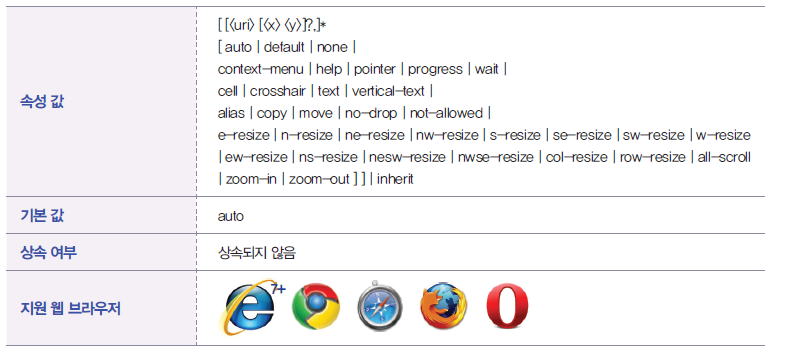 속성 값
[ [〈uri〉 [〈x〉 〈y〉]?,]*
[ auto | default | none |
context-menu | help | pointer | progress | wait |
cell | crosshair | text | vertical-text |
alias | copy | move | no-drop | not-allowed |
e-resize | n-resize | ne-resize | nw-resize | s-resize | se-resize | sw-resize | w-resize
| ew-resize | ns-resize | nesw-resize | nwse-resize | col-resize | row-resize | all-scroll
| zoom-in | zoom-out ] ] | inherit
기본 값
auto
상속 여부
상속되지 않음
지원 웹 브라우저
7+